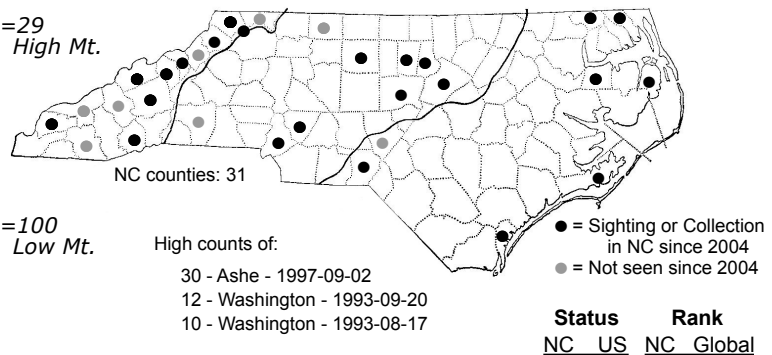 =29
High Mt.
NC counties: 31
=100
Low Mt.
High counts of:
30 - Ashe - 1997-09-02
12 - Washington - 1993-09-20
10 - Washington - 1993-08-17
= Sighting or Collection
in NC since 2004
= Not seen since 2004
Status Rank
NC US NC Global